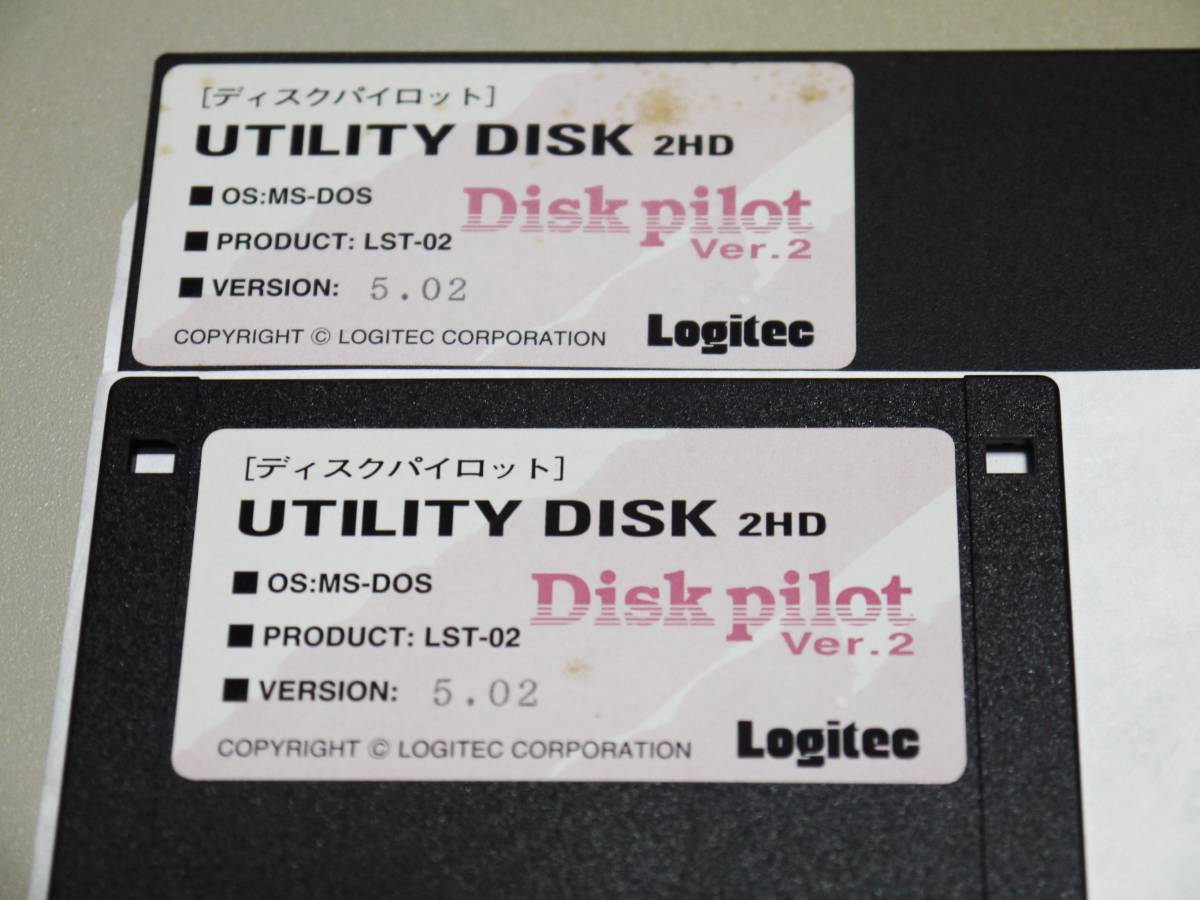 [ディスクパイロット]
UTILITY DISK 2HD
■ OS:MS-DOS
Disk pilot
■ PRODUCT: LST-02
Ver.2
■ VERSION: 5.02
COPYRIGHT © LOGITEC CORPORATION
Logitec
[ディスクパイロット]
UTILITY DISK 2HD
■ OS:MS-DOS
Disk pilot
■ PRODUCT: LST-02
Ver.2
■ VERSION: 5.02
COPYRIGHT © LOGITEC CORPORATION
Logitec